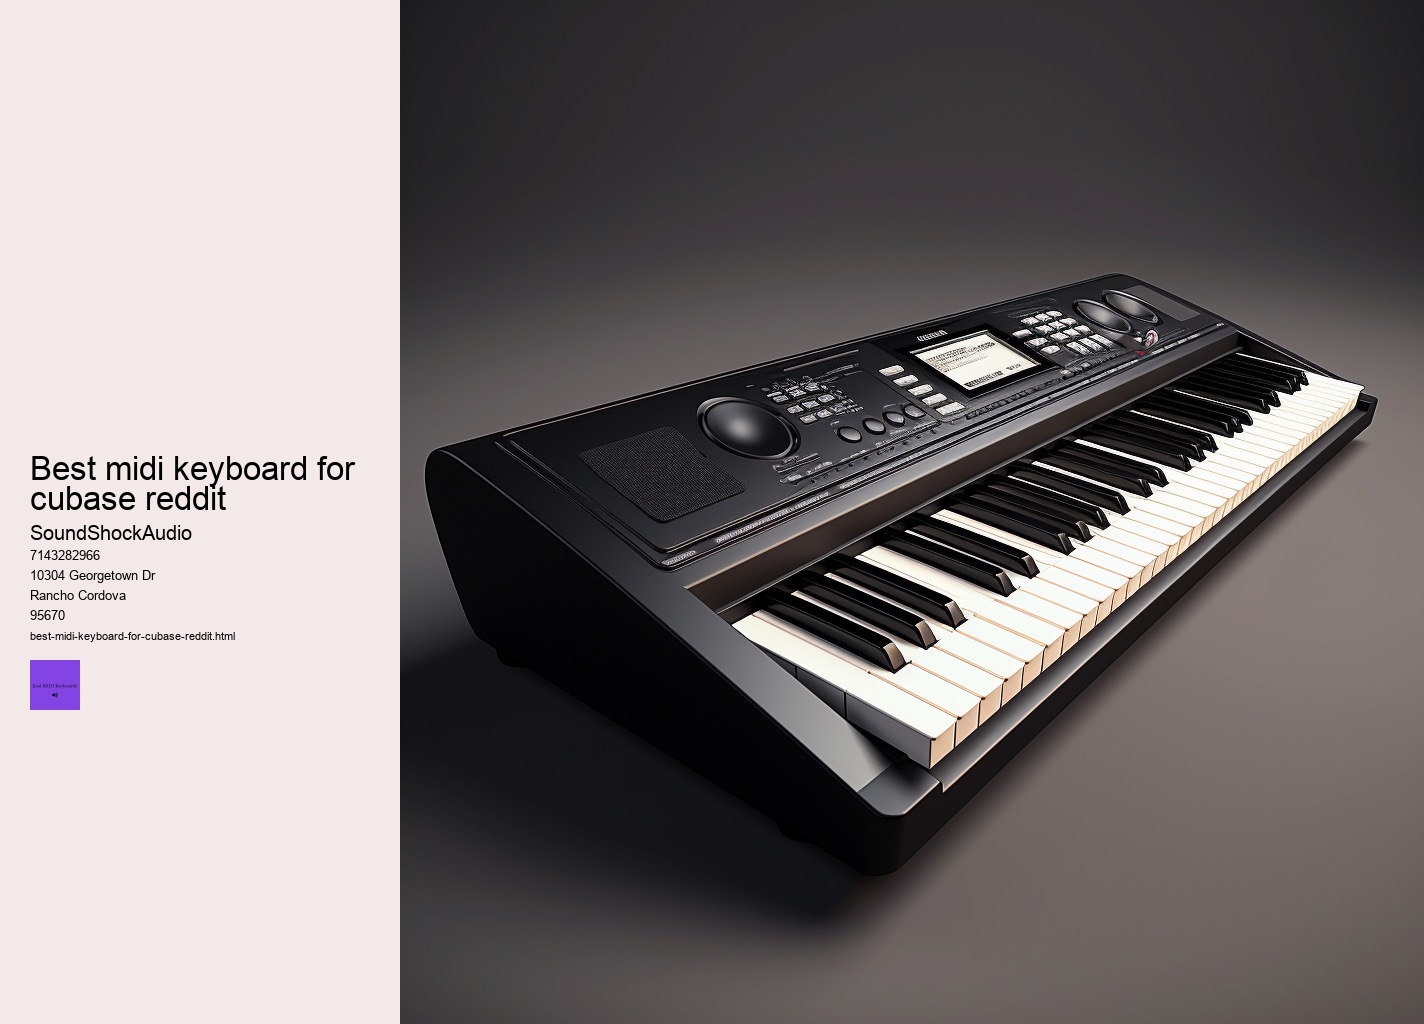 Best midi keyboard for
cubase reddit
SoundShockAudio
7143282966
10304 Georgetown Dr
Rancho Cordova
95670
best-midi-keyboard-for-cubase-reddit.html
Best MIDI Keyboards